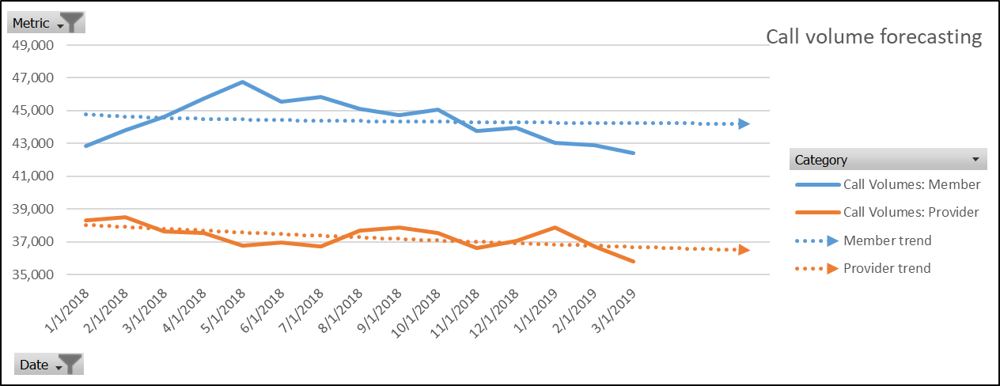 Metric
Call volume forecasting
49,000
47,000
45,000
43,000
41,000
39,000
37,000
35,000
1/1/2018
2/1/2018
3/1/2018
4/1/2018
5/1/2018
6/1/2018
7/1/2018
8/1/2018
9/1/2018
10/1/2018
11/1/2018
12/1/2018
1/1/2019
2/1/2019
3/1/2019
Category
Call Volumes: Member
Call Volumes: Provider
Member trend
Provider trend
Date